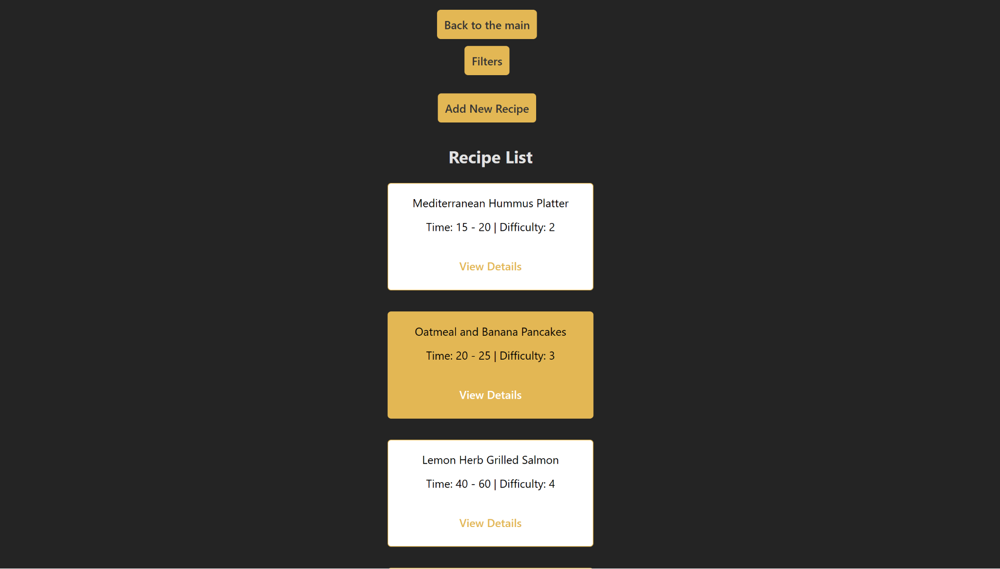 Back to the main
Filters
Add New Recipe
Recipe List
Mediterranean Hummus Platter
Time: 15 - 20 | Difficulty: 2
View Details
Oatmeal and Banana Pancakes
Time: 20 - 25 | Difficulty: 3
View Details
Lemon Herb Grilled Salmon
Time: 40 - 60 | Difficulty: 4
View Details